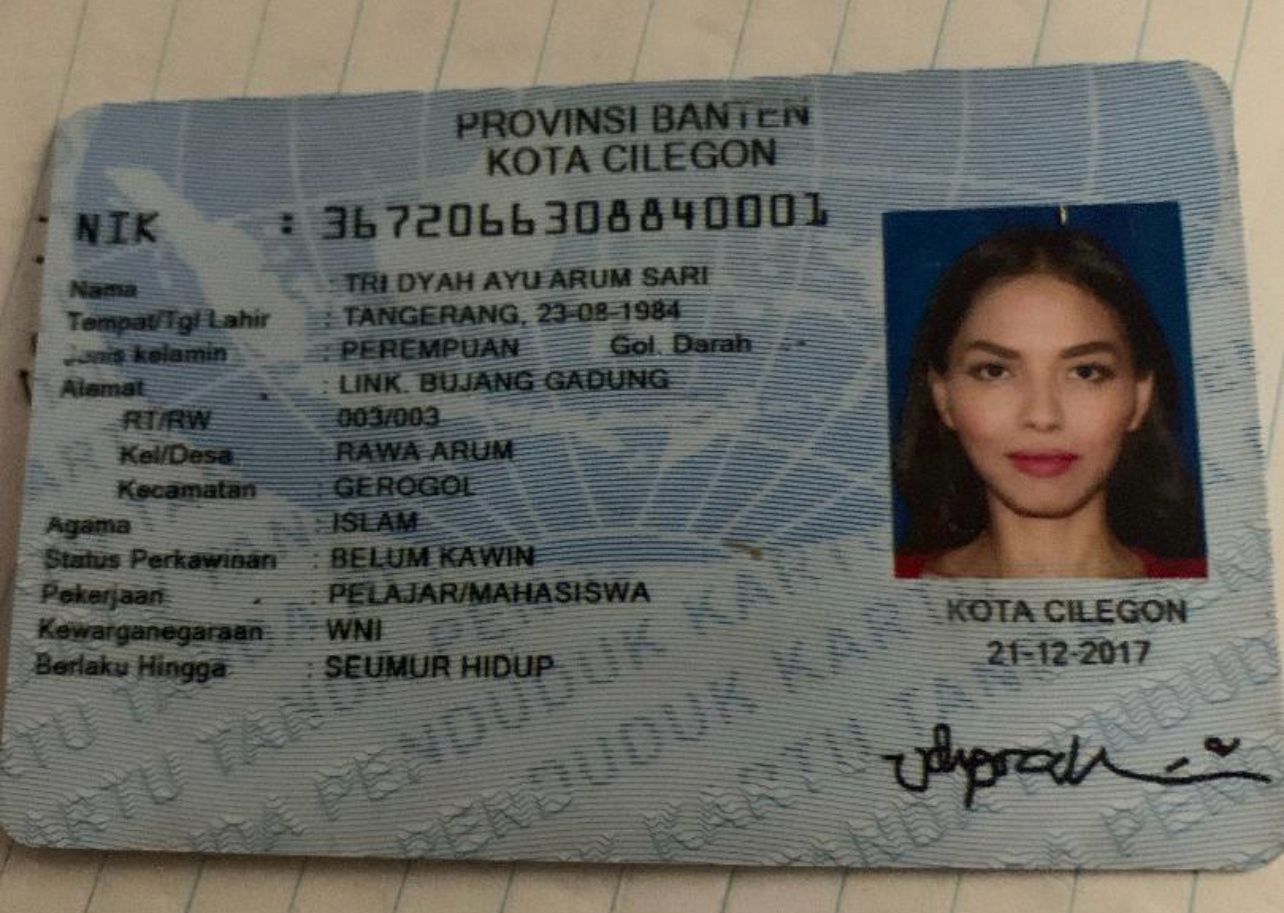 PROVINSI BANTEN
KOTA CILEGON
NIK : 3672066308840001
Nama : TRI DYAH AYU ARUM SARI
Tempat/Tgl Lahir : TANGERANG, 23-08-1984
Jenis kelamin : PEREMPUAN Gol. Darah : -
Alamat : LINK. BUJANG GADUNG
RT/RW : 003/003
Kel/Desa : RAWA ARUM
Kecamatan : GEROGOL
Agama : ISLAM
Status Perkawinan : BELUM KAWIN
Pekerjaan : PELAJAR/MAHASISWA
Kewarganegaraan : WNI
Berlaku Hingga : SEUMUR HIDUP
KOTA CILEGON
21-12-2017